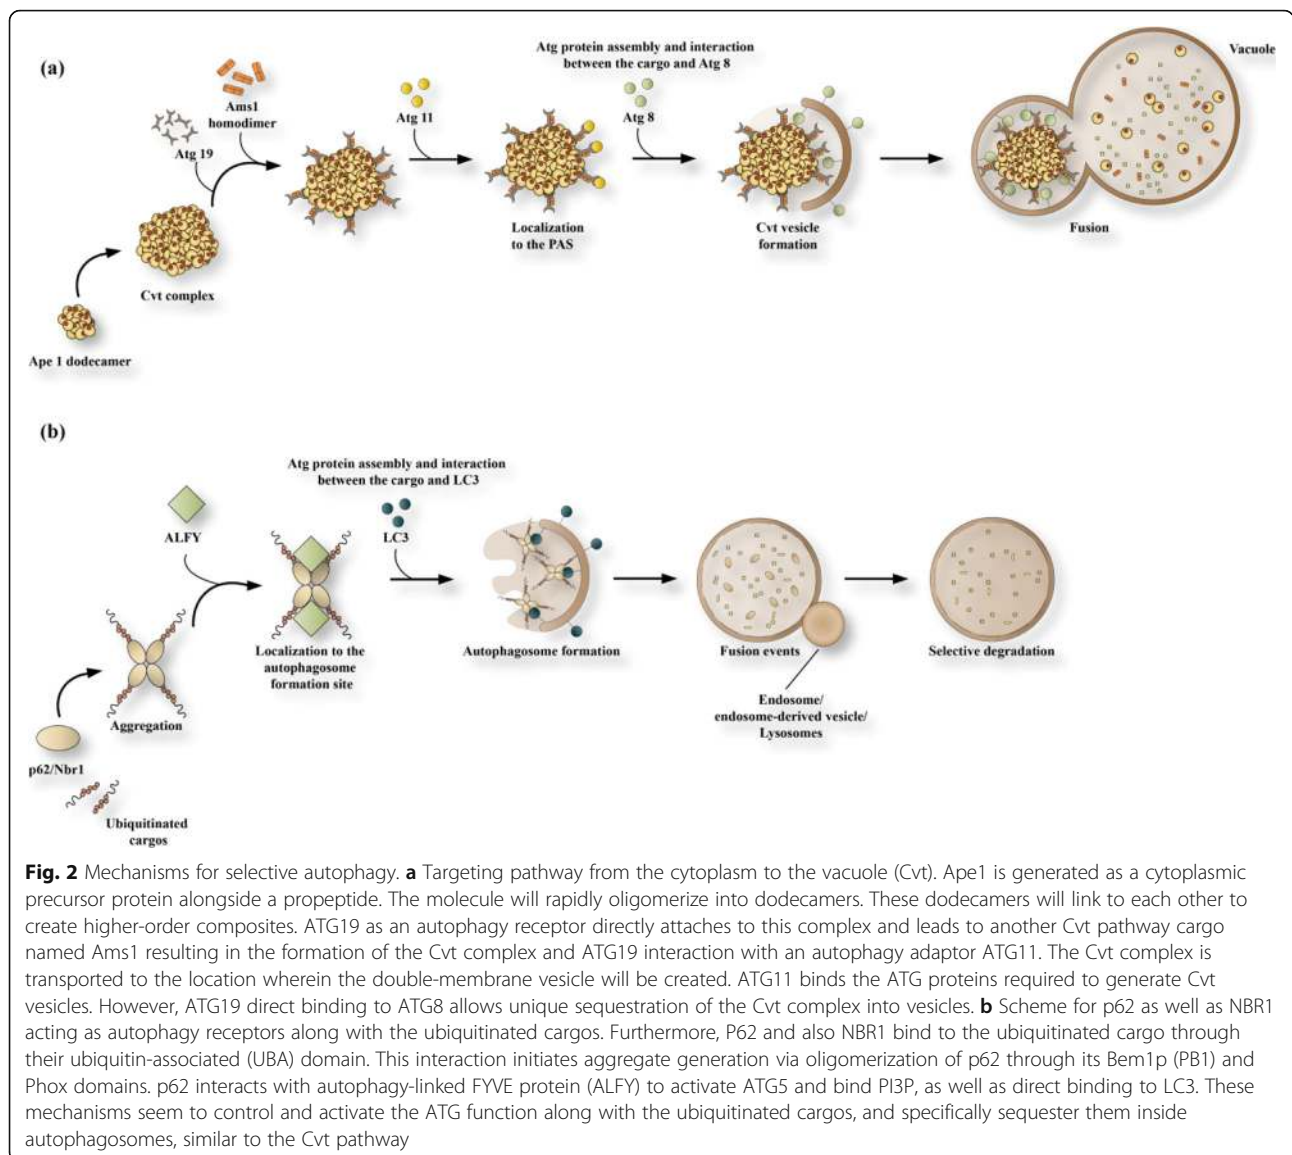 (a)
Atg protein assembly and interaction
between the cargo and Atg 8
Vacuole
Ams1
homodimer
Atg 19
Atg 11
Atg 8
Localization
to the PAS
Cvt vesicle
formation
Fusion
Cvt complex
Ape 1 dodecamer
(b)
Atg protein assembly and interaction
between the cargo and LC3
ALFY
LC3
Localization to the
autophagosome
formation site
Autophagosome formation
Fusion events
Selective degradation
Endosome/
endosome-derived vesicle/
Lysosomes
Aggregation
p62/Nbr1
Ubiquitinated
cargos
Fig. 2 Mechanisms for selective autophagy. a Targeting pathway from the cytoplasm to the vacuole (Cvt). Ape1 is generated as a cytoplasmic
precursor protein alongside a propeptide. The molecule will rapidly oligomerize into dodecamers. These dodecamers will link to each other to
create higher-order composites. ATG19 as an autophagy receptor directly attaches to this complex and leads to another Cvt pathway cargo
named Ams1 resulting in the formation of the Cvt complex and ATG19 interaction with an autophagy adaptor ATG11. The Cvt complex is
transported to the location wherein the double-membrane vesicle will be created. ATG11 binds the ATG proteins required to generate Cvt
vesicles. However, ATG19 direct binding to ATG8 allows unique sequestration of the Cvt complex into vesicles. b Scheme for p62 as well as NBR1
acting as autophagy receptors along with the ubiquitinated cargos. Furthermore, P62 and also NBR1 bind to the ubiquitinated cargo through
their ubiquitin-associated (UBA) domain. This interaction initiates aggregate generation via oligomerization of p62 through its Bem1p (PB1) and
Phox domains. p62 interacts with autophagy-linked FYVE protein (ALFY) to activate ATG5 and bind PI3P, as well as direct binding to LC3. These
mechanisms seem to control and activate the ATG function along with the ubiquitinated cargos, and specifically sequester them inside
autophagosomes, similar to the Cvt pathway